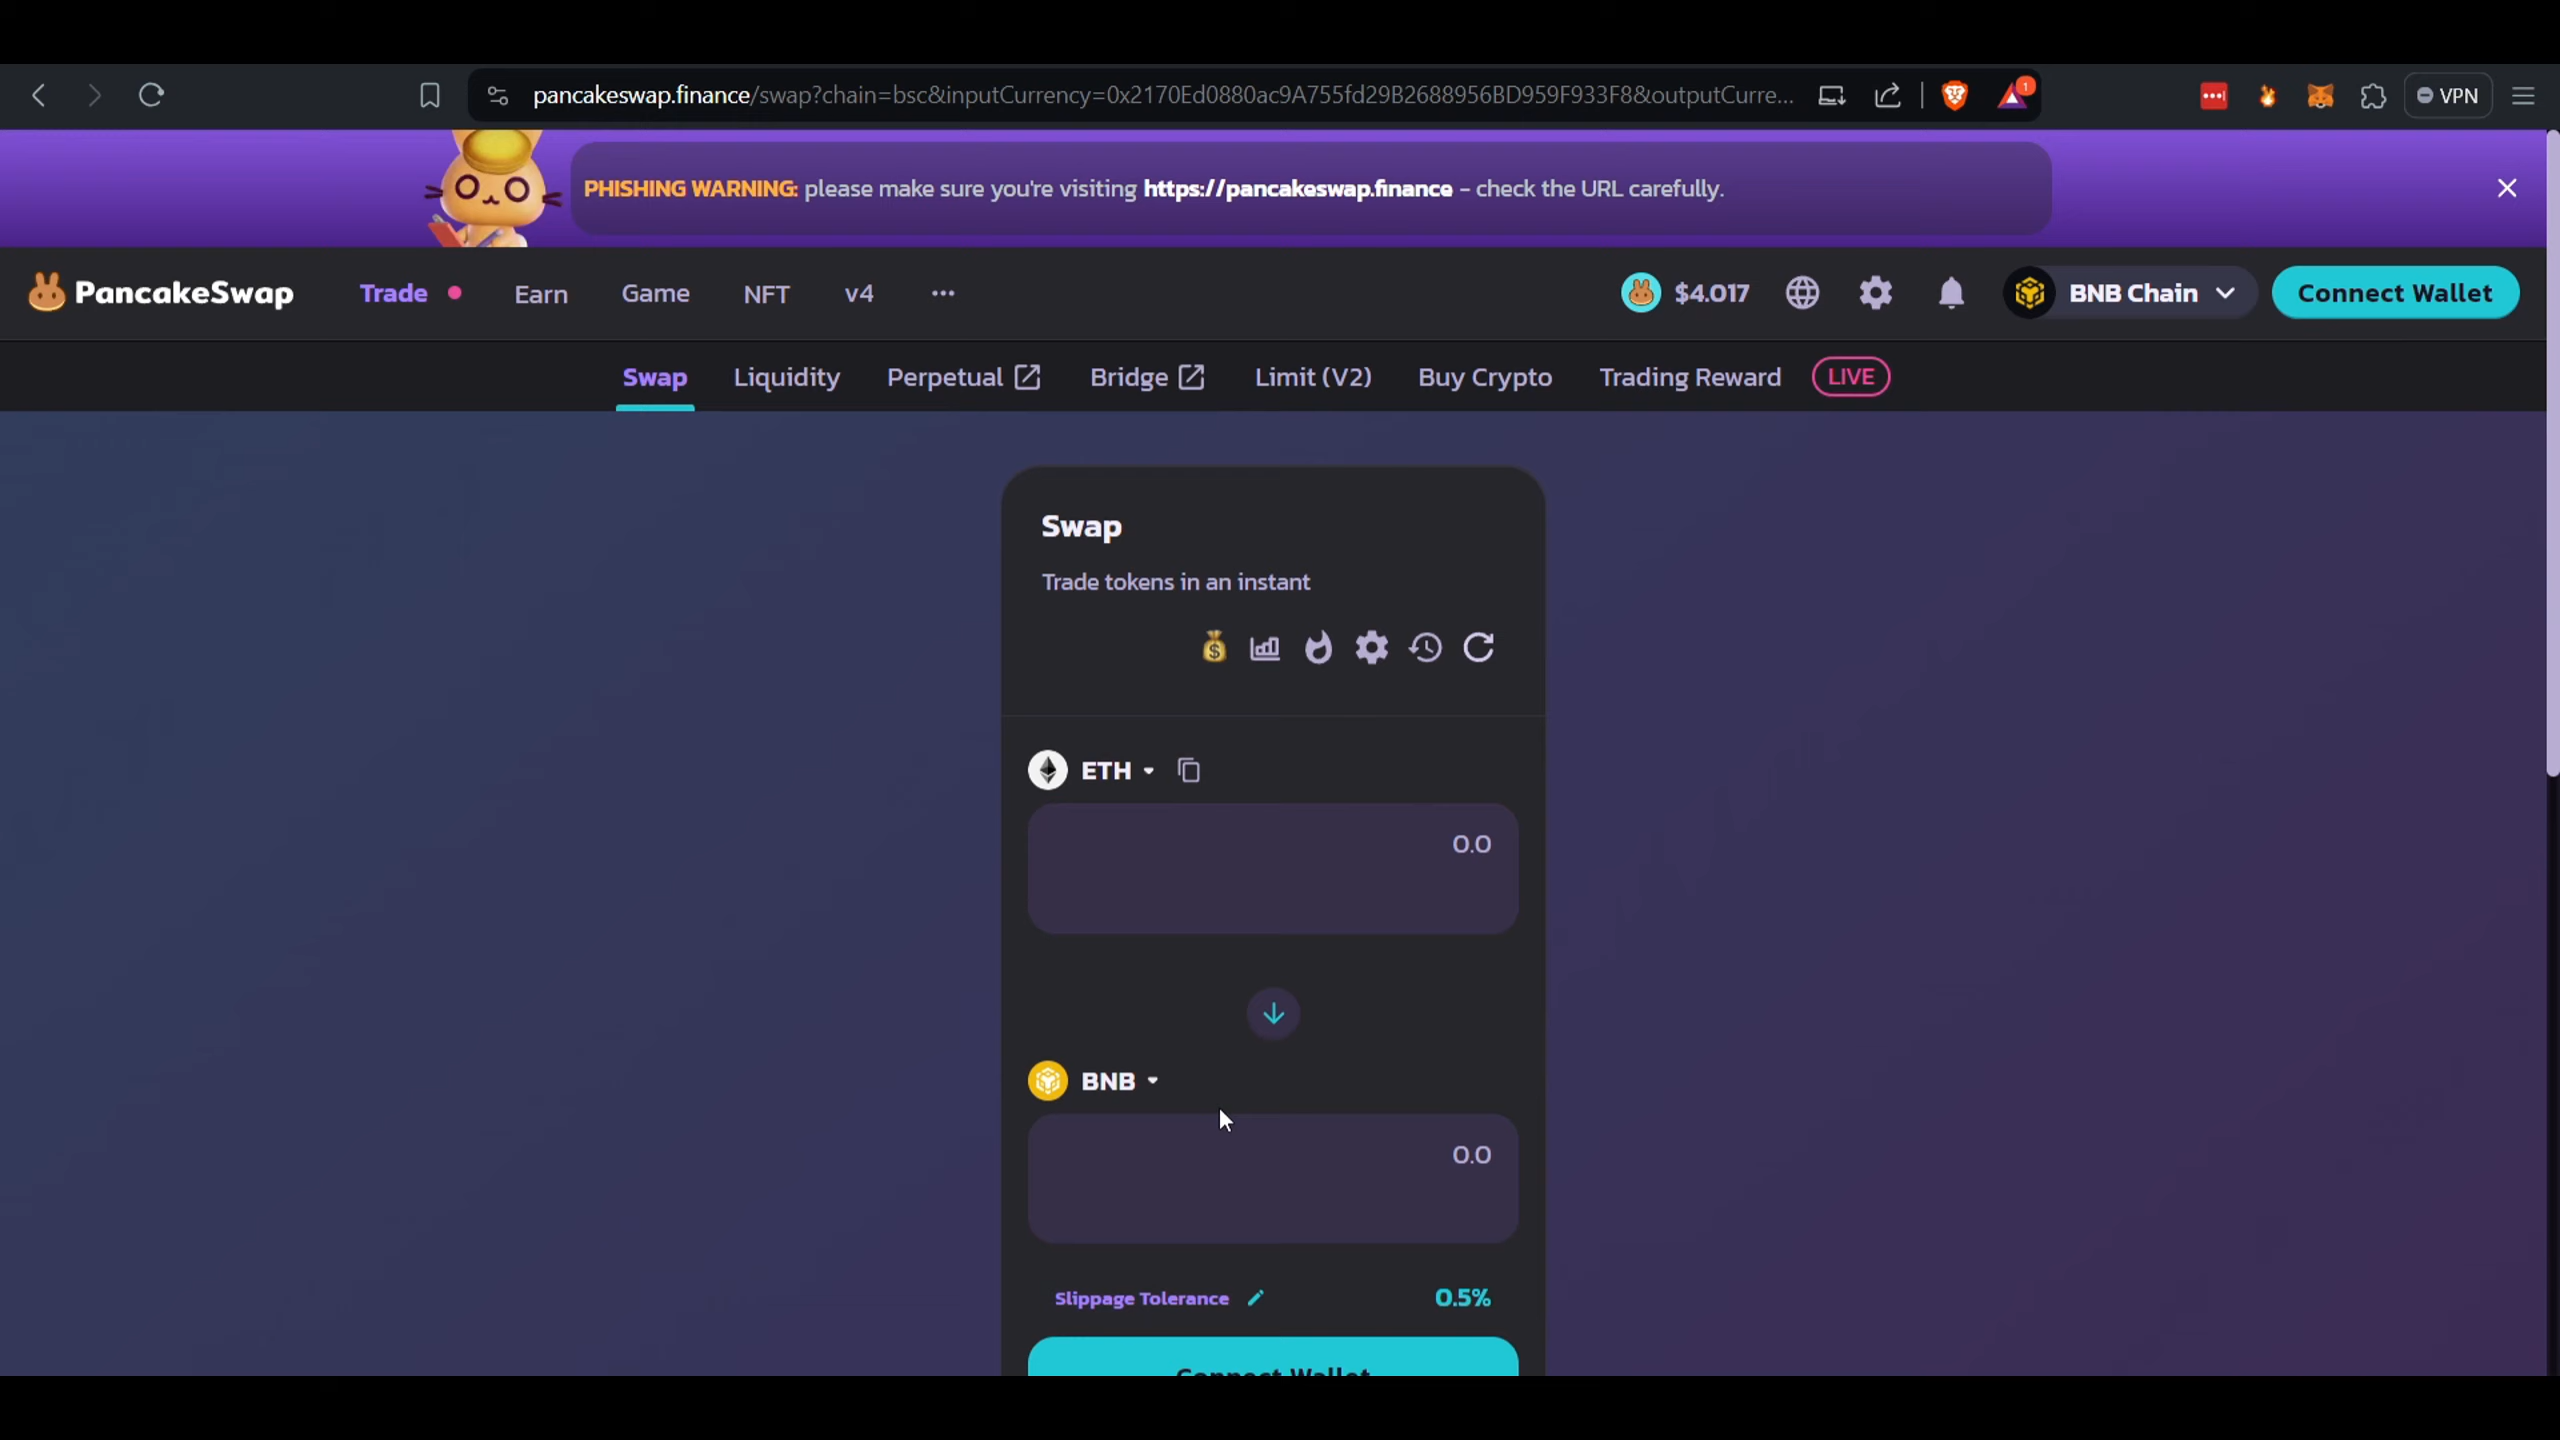 pancakeswap.finance/swap?chain=bsc&inputCurrency=0x2170Ed0880ac9A755fd29B2688956BD959F933F8&outputCurre...
1
VPN
PHISHING WARNING: please make sure you're visiting https://pancakeswap.finance - check the URL carefully.
PancakeSwap
Trade
Earn
Game
NFT
v4
$4.017
BNB Chain
Connect Wallet
Swap
Liquidity
Perpetual
Bridge
Limit (V2)
Buy Crypto
Trading Reward
LIVE
Swap
Trade tokens in an instant
ETH
0.0
BNB
0.0
Slippage Tolerance
0.5%
Connect Wallet